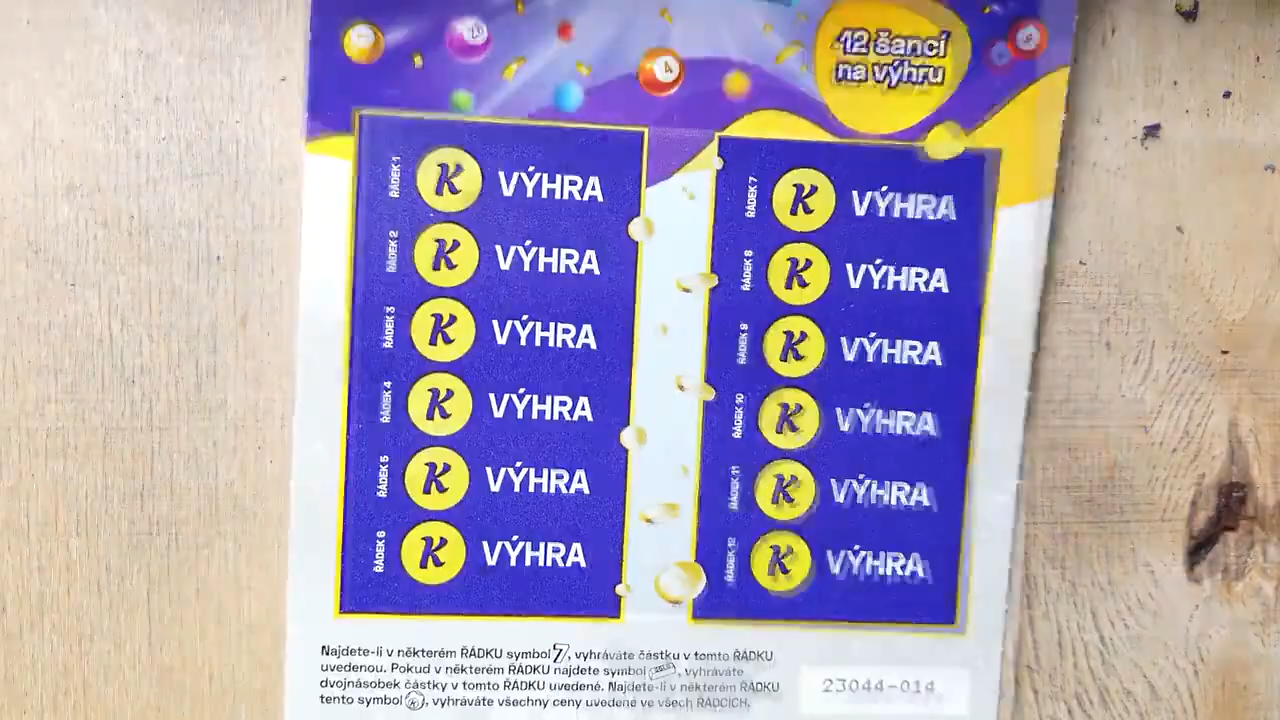 12 šancí
na výhru
4
ŘÁDEK 1 K VÝHRA
ŘÁDEK 2 K VÝHRA
ŘÁDEK 3 K VÝHRA
ŘÁDEK 4 K VÝHRA
ŘÁDEK 5 K VÝHRA
ŘÁDEK 6 K VÝHRA
ŘÁDEK 7 K VÝHRA
ŘÁDEK 8 K VÝHRA
ŘÁDEK 9 K VÝHRA
ŘÁDEK 10 K VÝHRA
ŘÁDEK 11 K VÝHRA
ŘÁDEK 12 K VÝHRA
Najdete-li v některém ŘÁDKU symbol 7, vyhráváte částku v tomto ŘÁDKU
uvedenou. Pokud v některém ŘÁDKU najdete symbol , vyhráváte
dvojnásobek částky v tomto ŘÁDKU uvedené. Najdete-li v některém ŘÁDKU
tento symbol K, vyhráváte všechny ceny uvedené ve všech ŘÁDCÍCH.
23044-014